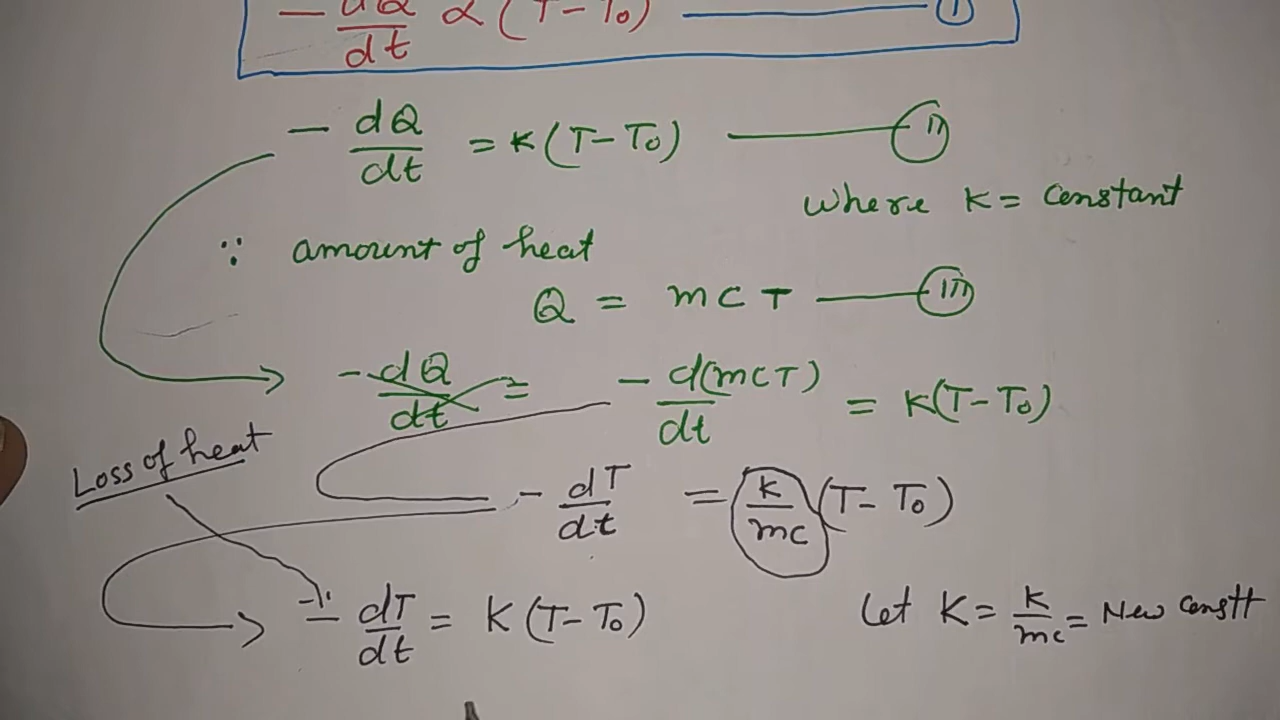 - dQ/dt ∝ (T - T₀) ——— (I)
- dQ/dt = k(T - T₀) ——— (II)
where k = constant
∵ amount of heat
Q = mCT ——— (III)
- dQ/dt = - d(mCT)/dt = k(T - T₀)
Loss of heat
- dT/dt = k/mc (T - T₀)
- dT/dt = K(T - T₀)
Let K = k/mc = New constt